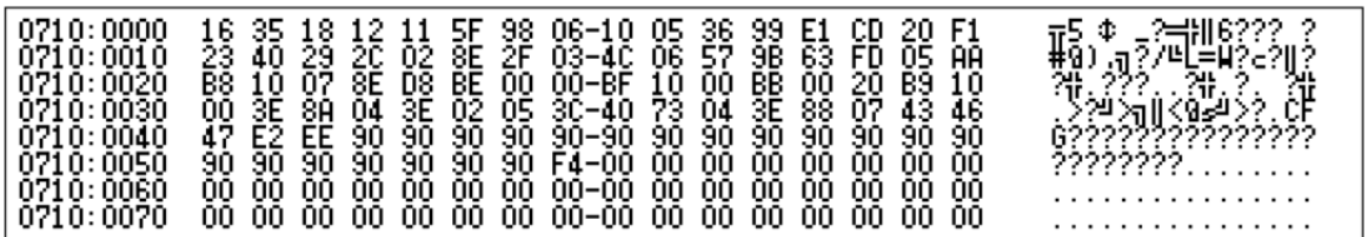 0710:0000 16 35 18 12 11 5F 98 06-10 05 36 99 E1 CD 20 F1
0710:0010 23 40 29 2C 02 8E 2F 03-4C 06 57 9B 63 FD 05 AA
0710:0020 B8 10 07 8E D8 BE 00 00-BF 10 00 BB 00 20 B9 10
0710:0030 00 3E 8A 04 3E 02 05 3C-40 73 04 3E 88 07 43 46
0710:0040 47 E2 EE 90 90 90 90 90-90 90 90 90 90 90 90 90 G???????????????
0710:0050 90 90 90 90 90 90 90 F4-00 00 00 00 00 00 00 00 ????????........
0710:0060 00 00 00 00 00 00 00 00-00 00 00 00 00 00 00 00 ................
0710:0070 00 00 00 00 00 00 00 00-00 00 00 00 00 00 00 00 ................